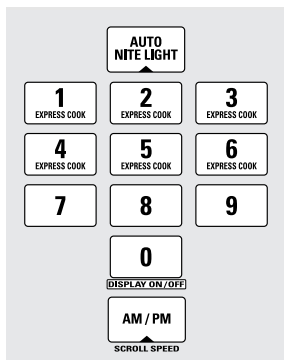 AUTO
NITE LIGHT
1 2 3
EXPRESS COOK EXPRESS COOK EXPRESS COOK
4 5 6
EXPRESS COOK EXPRESS COOK EXPRESS COOK
7 8 9
0
DISPLAY ON/OFF
AM / PM
SCROLL SPEED